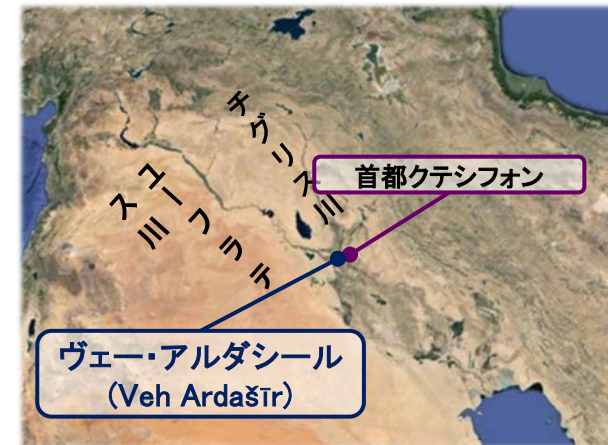 チグリス川
首都クテシフォン
ユーフラテ
ス川
ヴェー・アルダシール
(Veh Ardašīr)